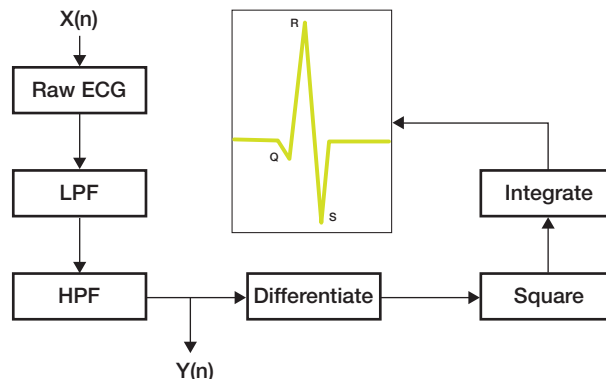 X(n)
Raw ECG
LPF
HPF
Y(n)
Differentiate
Square
Integrate
R
Q
S